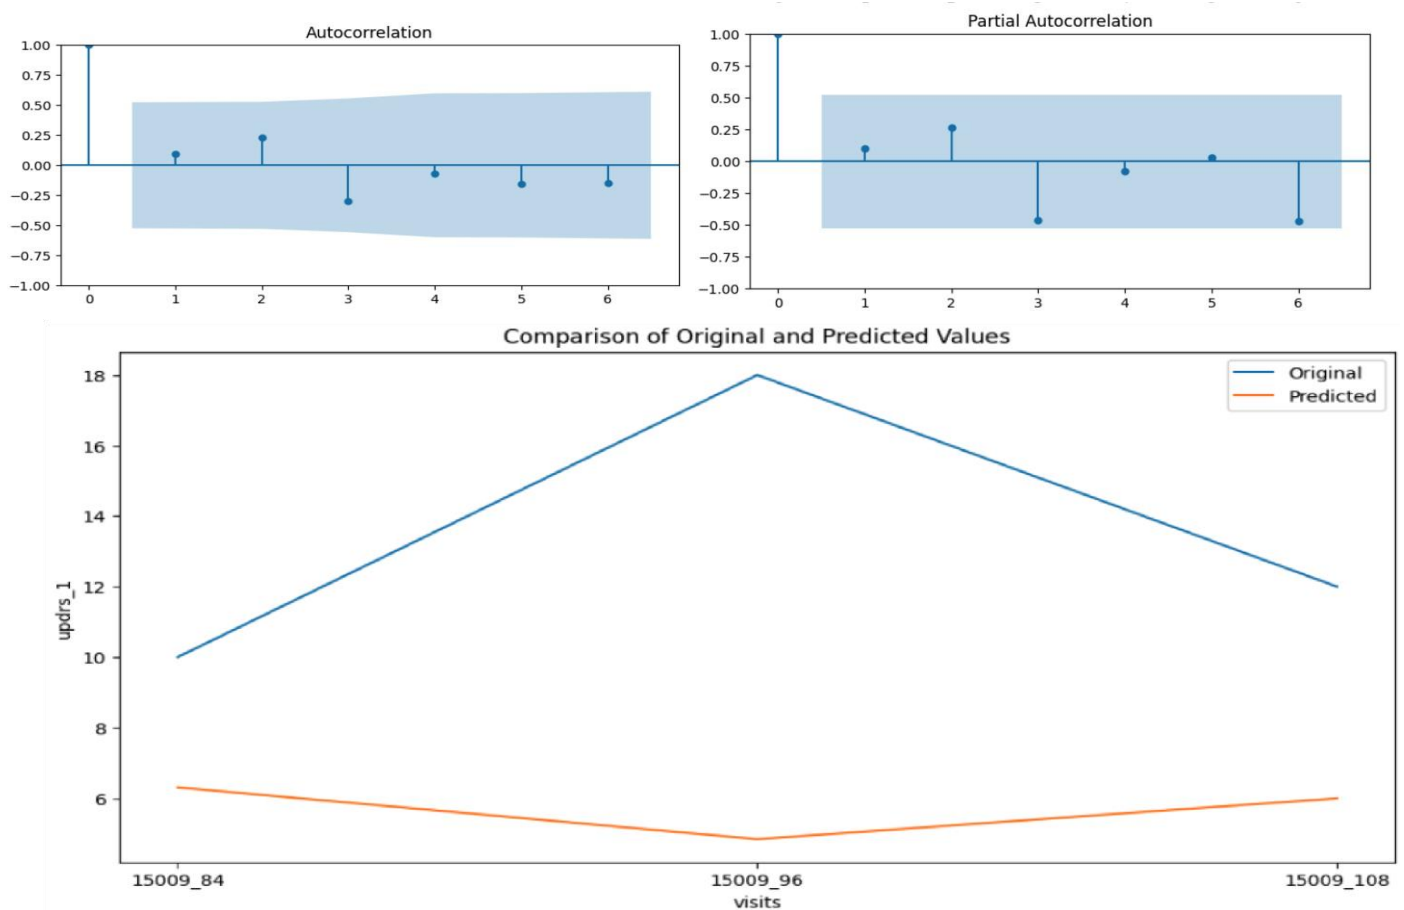 Autocorrelation
1.00
0.75
0.50
0.25
0.00
−0.25
−0.50
−0.75
−1.00
0 1 2 3 4 5 6
Partial Autocorrelation
1.00
0.75
0.50
0.25
0.00
−0.25
−0.50
−0.75
−1.00
0 1 2 3 4 5 6
Comparison of Original and Predicted Values
Original
Predicted
18
16
14
12
10
8
6
updrs_1
15009_84 15009_96 15009_108
visits